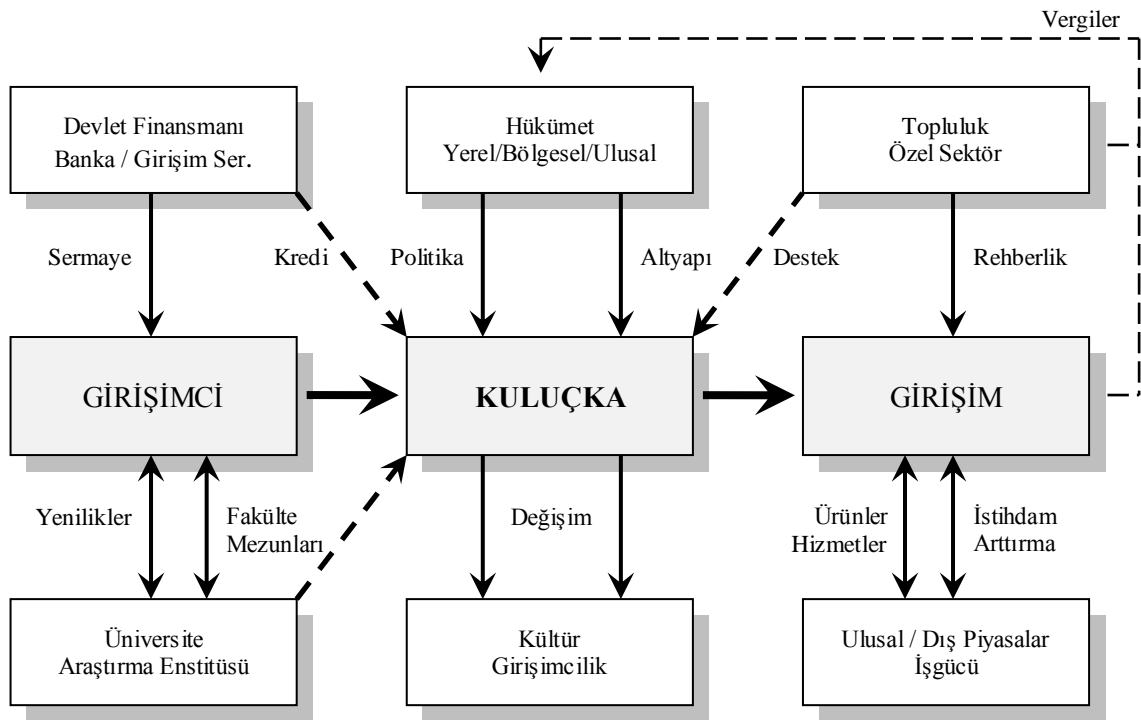 Vergiler
Devlet Finansmanı
Banka / Girişim Ser.
Hükümet
Yerel/Bölgesel/Ulusal
Topluluk
Özel Sektör
Sermaye
Kredi
Politika
Altyapı
Destek
Rehberlik
GİRİŞİMCİ
KULUÇKA
GİRİŞİM
Yenilikler
Fakülte
Mezunları
Değişim
Ürünler
Hizmetler
İstihdam
Arttırma
Üniversite
Araştırma Enstitüsü
Kültür
Girişimcilik
Ulusal / Dış Piyasalar
İşgücü